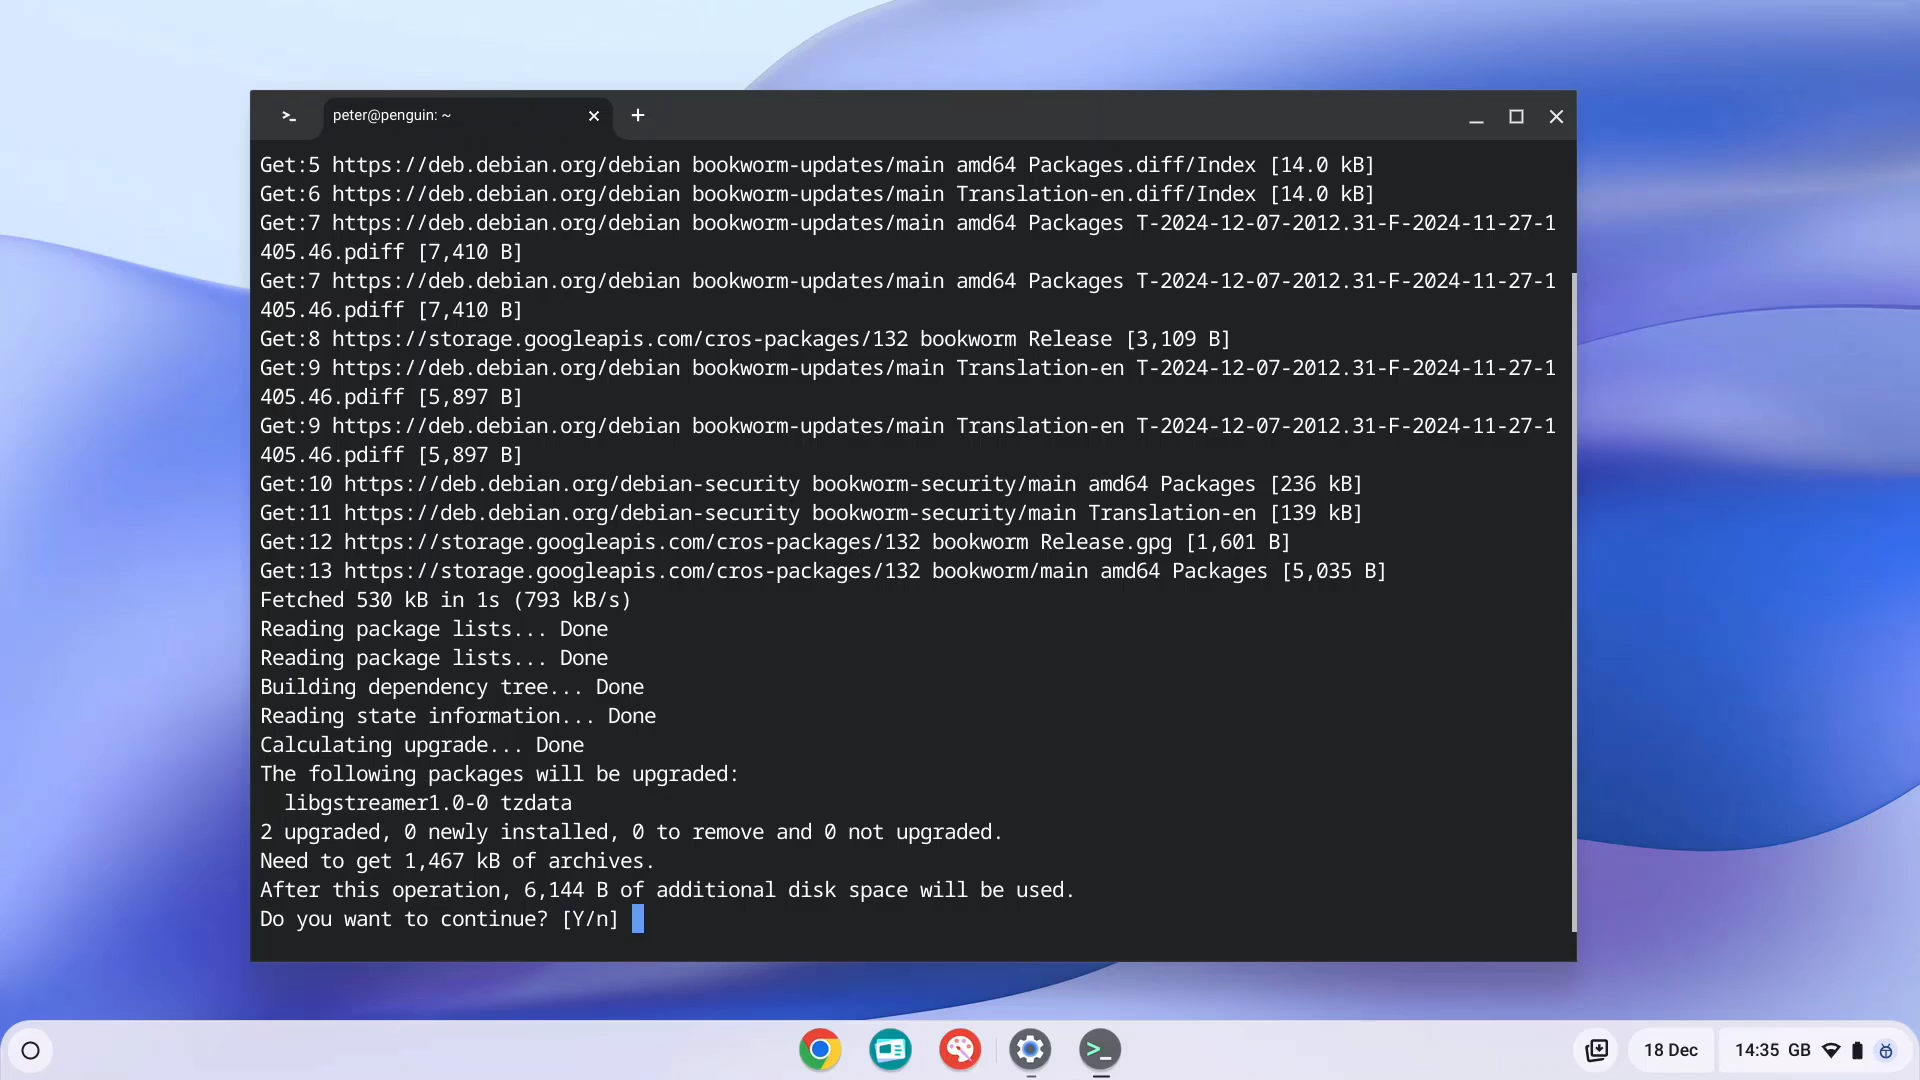 peter@penguin: ~
Get:5 https://deb.debian.org/debian bookworm-updates/main amd64 Packages.diff/Index [14.0 kB]
Get:6 https://deb.debian.org/debian bookworm-updates/main Translation-en.diff/Index [14.0 kB]
Get:7 https://deb.debian.org/debian bookworm-updates/main amd64 Packages T-2024-12-07-2012.31-F-2024-11-27-1
405.46.pdiff [7,410 B]
Get:7 https://deb.debian.org/debian bookworm-updates/main amd64 Packages T-2024-12-07-2012.31-F-2024-11-27-1
405.46.pdiff [7,410 B]
Get:8 https://storage.googleapis.com/cros-packages/132 bookworm Release [3,109 B]
Get:9 https://deb.debian.org/debian bookworm-updates/main Translation-en T-2024-12-07-2012.31-F-2024-11-27-1
405.46.pdiff [5,897 B]
Get:9 https://deb.debian.org/debian bookworm-updates/main Translation-en T-2024-12-07-2012.31-F-2024-11-27-1
405.46.pdiff [5,897 B]
Get:10 https://deb.debian.org/debian-security bookworm-security/main amd64 Packages [236 kB]
Get:11 https://deb.debian.org/debian-security bookworm-security/main Translation-en [139 kB]
Get:12 https://storage.googleapis.com/cros-packages/132 bookworm Release.gpg [1,601 B]
Get:13 https://storage.googleapis.com/cros-packages/132 bookworm/main amd64 Packages [5,035 B]
Fetched 530 kB in 1s (793 kB/s)
Reading package lists... Done
Reading package lists... Done
Building dependency tree... Done
Reading state information... Done
Calculating upgrade... Done
The following packages will be upgraded:
  libgstreamer1.0-0 tzdata
2 upgraded, 0 newly installed, 0 to remove and 0 not upgraded.
Need to get 1,467 kB of archives.
After this operation, 6,144 B of additional disk space will be used.
Do you want to continue? [Y/n]
18 Dec 14:35 GB